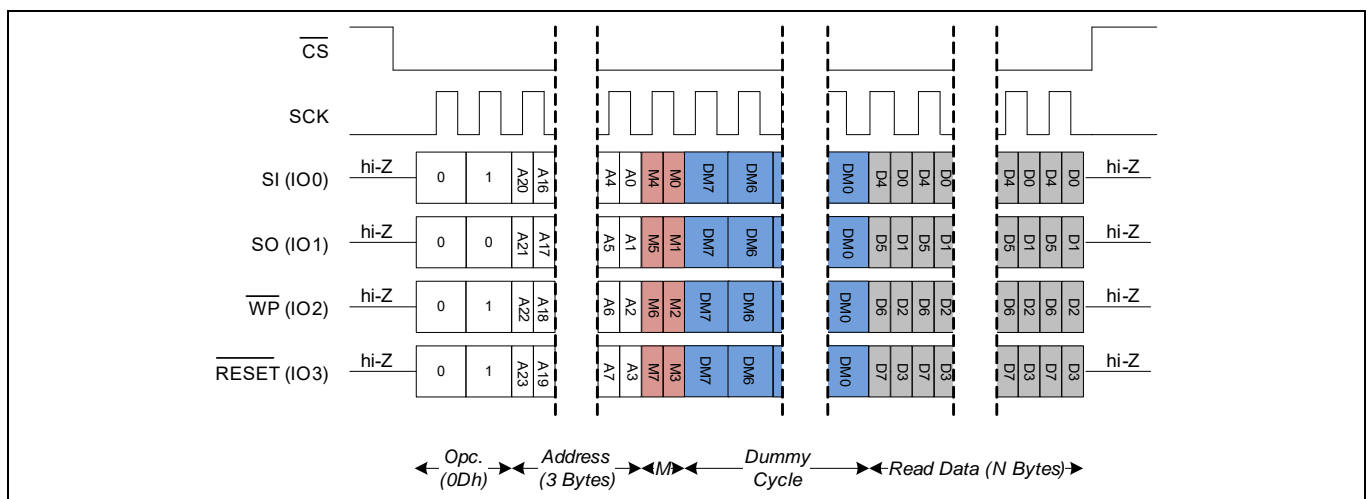 CS
SCK
SI (IO0) hi-Z 0 1 A20 A16 A4 A0 M4 M0 DM7 DM6 DM0 D4 D0 D4 D0 D4 D0 D4 D0 hi-Z
SO (IO1) hi-Z 0 0 A21 A17 A5 A1 M5 M1 DM7 DM6 DM0 D5 D1 D5 D1 D5 D1 D5 D1 hi-Z
WP (IO2) hi-Z 0 1 A22 A18 A6 A2 M6 M2 DM7 DM6 DM0 D6 D2 D6 D2 D6 D2 D6 D2 hi-Z
RESET (IO3) hi-Z 0 1 A23 A19 A7 A3 M7 M3 DM7 DM6 DM0 D7 D3 D7 D3 D7 D3 D7 D3 hi-Z
Opc. Address M Dummy Read Data (N Bytes)
(0Dh) (3 Bytes) Cycle